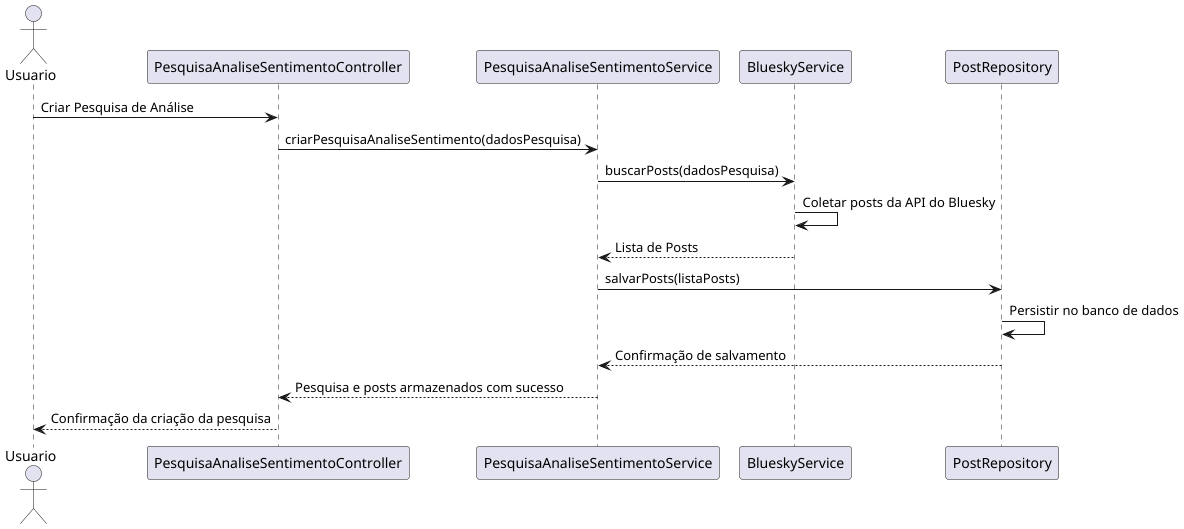 Usuario
PesquisaAnaliseSentimentoController
PesquisaAnaliseSentimentoService
BlueskyService
PostRepository
Criar Pesquisa de Análise
criarPesquisaAnaliseSentimento(dadosPesquisa)
buscarPosts(dadosPesquisa)
Coletar posts da API do Bluesky
Lista de Posts
salvarPosts(listaPosts)
Persistir no banco de dados
Confirmação de salvamento
Pesquisa e posts armazenados com sucesso
Confirmação da criação da pesquisa
Usuario
PesquisaAnaliseSentimentoController
PesquisaAnaliseSentimentoService
BlueskyService
PostRepository